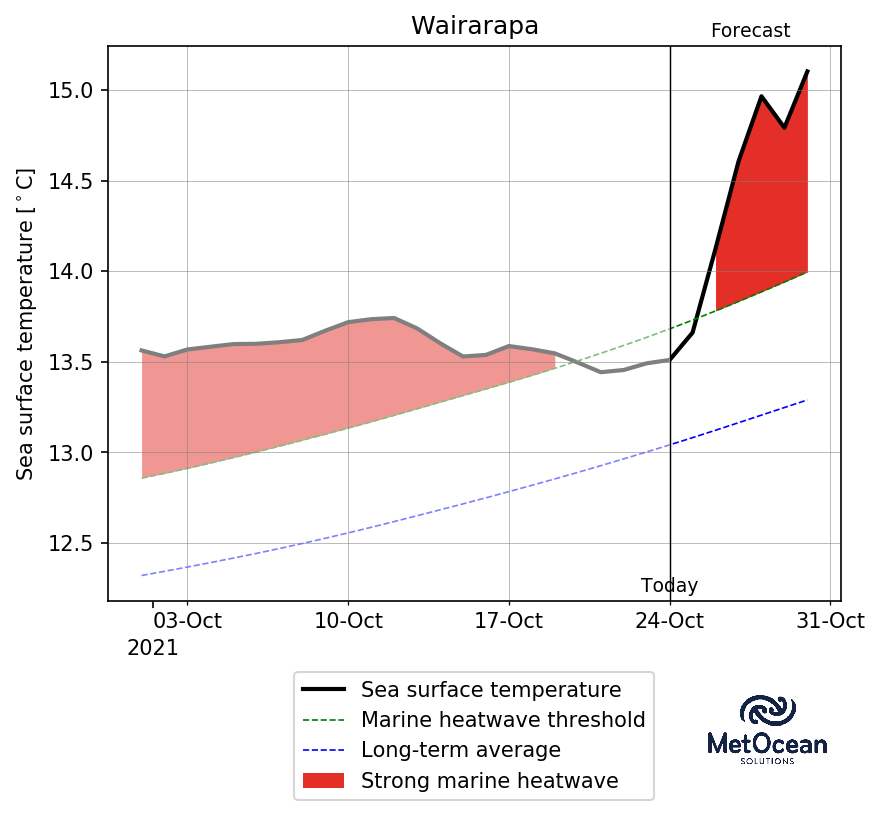 Wairarapa
Forecast
Sea surface temperature [°C]
15.0
14.5
14.0
13.5
13.0
12.5
Today
03-Oct 10-Oct 17-Oct 24-Oct 31-Oct
2021
Sea surface temperature
Marine heatwave threshold
Long-term average
Strong marine heatwave
MetOcean
SOLUTIONS